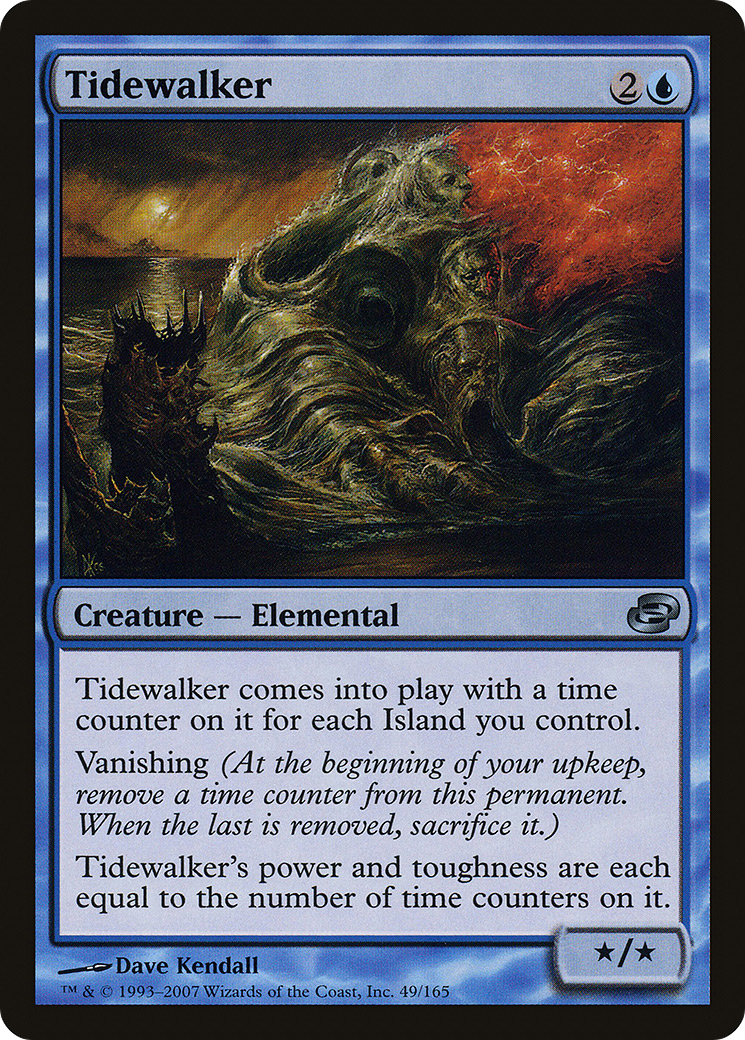 Tidewalker 2
Creature — Elemental
Tidewalker comes into play with a time
counter on it for each Island you control.
Vanishing (At the beginning of your upkeep,
remove a time counter from this permanent.
When the last is removed, sacrifice it.)
Tidewalker's power and toughness are each
equal to the number of time counters on it.
★/★
Dave Kendall
™ & © 1993–2007 Wizards of the Coast, Inc. 49/165